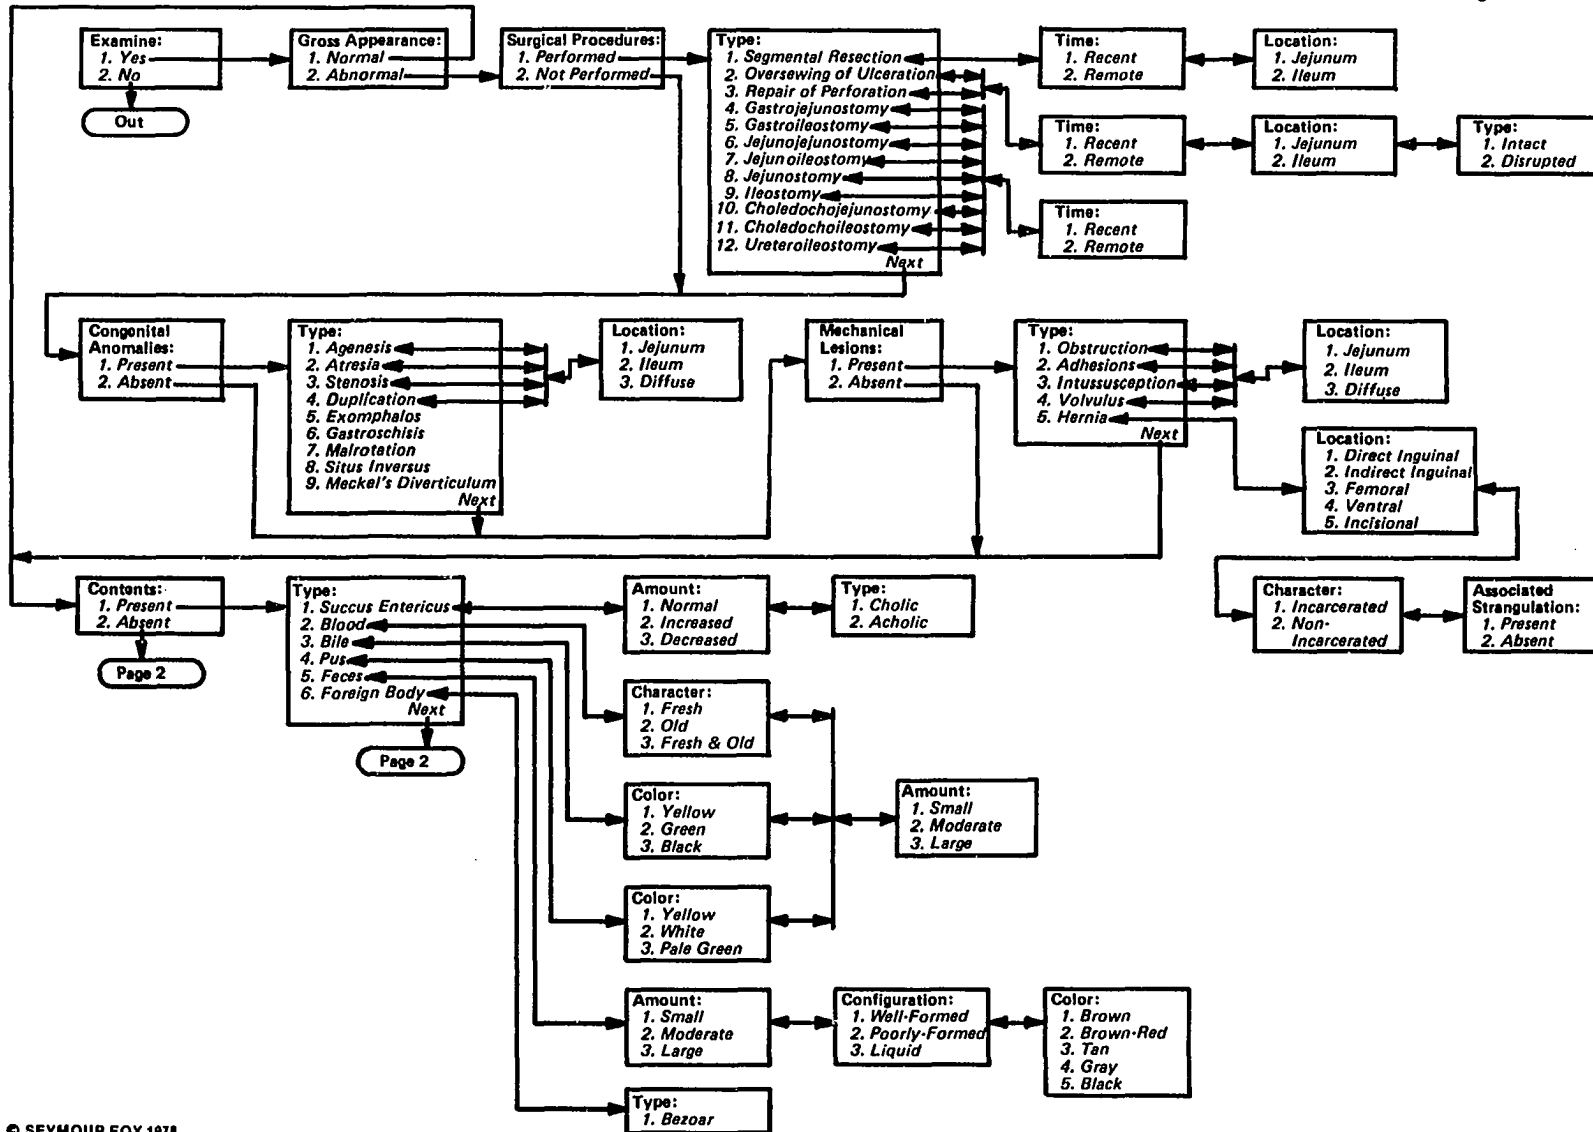 Examine:
1. Yes
2. No
Out
Gross Appearance:
1. Normal
2. Abnormal
Surgical Procedures:
1. Performed
2. Not Performed
Type:
1. Segmental Resection
2. Oversewing of Ulceration
3. Repair of Perforation
4. Gastrojejunostomy
5. Gastroileostomy
6. Jejunojejunostomy
7. Jejunoileostomy
8. Jejunostomy
9. Ileostomy
10. Choledochojejunostomy
11. Choledochoileostomy
12. Ureteroileostomy
Next
Time:
1. Recent
2. Remote
Location:
1. Jejunum
2. Ileum
Time:
1. Recent
2. Remote
Location:
1. Jejunum
2. Ileum
Type:
1. Intact
2. Disrupted
Time:
1. Recent
2. Remote
Congonital
Anomalies:
1. Present
2. Absent
Type:
1. Agenesis
2. Atresia
3. Stenosis
4. Duplication
5. Exomphalos
6. Gastroschisis
7. Malrotation
8. Situs Inversus
9. Meckel's Diverticulum
Next
Location:
1. Jejunum
2. Ileum
3. Diffuse
Mechanical
Lesions:
1. Present
2. Absent
Type:
1. Obstruction
2. Adhesions
3. Intussusception
4. Volvulus
5. Hernia
Next
Location:
1. Jejunum
2. Ileum
3. Diffuse
Location:
1. Direct Inguinal
2. Indirect Inguinal
3. Femoral
4. Ventral
5. Incisional
Character:
1. Incarcerated
2. Non-
Incarcerated
Associated
Strangulation:
1. Present
2. Absent
Contents:
1. Present
2. Absent
Page 2
Type:
1. Succus Entericus
2. Blood
3. Bile
4. Pus
5. Feces
6. Foreign Body
Next
Page 2
Amount:
1. Normal
2. Increased
3. Decreased
Type:
1. Cholic
2. Acholic
Character:
1. Fresh
2. Old
3. Fresh & Old
Color:
1. Yellow
2. Green
3. Black
Amount:
1. Small
2. Moderate
3. Large
Color:
1. Yellow
2. White
3. Pale Green
Amount:
1. Small
2. Moderate
3. Large
Configuration:
1. Well-Formed
2. Poorly-Formed
3. Liquid
Color:
1. Brown
2. Brown-Red
3. Tan
4. Gray
5. Black
Type:
1. Bezoar
© SEYMOUR FOX 1978